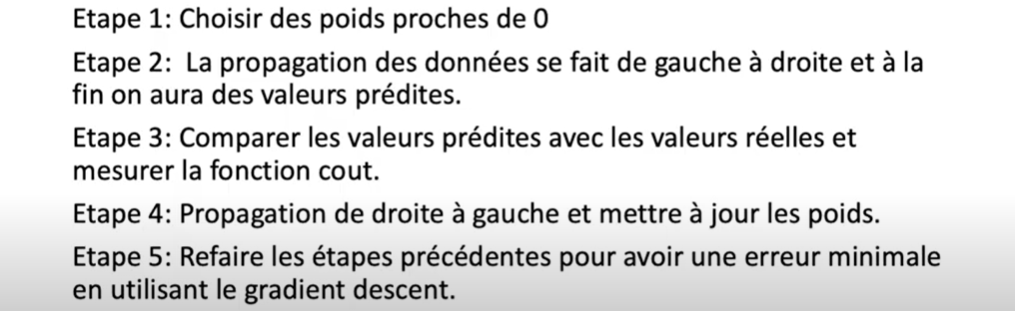 Etape 1: Choisir des poids proches de 0
Etape 2:  La propagation des données se fait de gauche à droite et à la
fin on aura des valeurs prédites.
Etape 3: Comparer les valeurs prédites avec les valeurs réelles et
mesurer la fonction cout.
Etape 4: Propagation de droite à gauche et mettre à jour les poids.
Etape 5: Refaire les étapes précédentes pour avoir une erreur minimale
en utilisant le gradient descent.